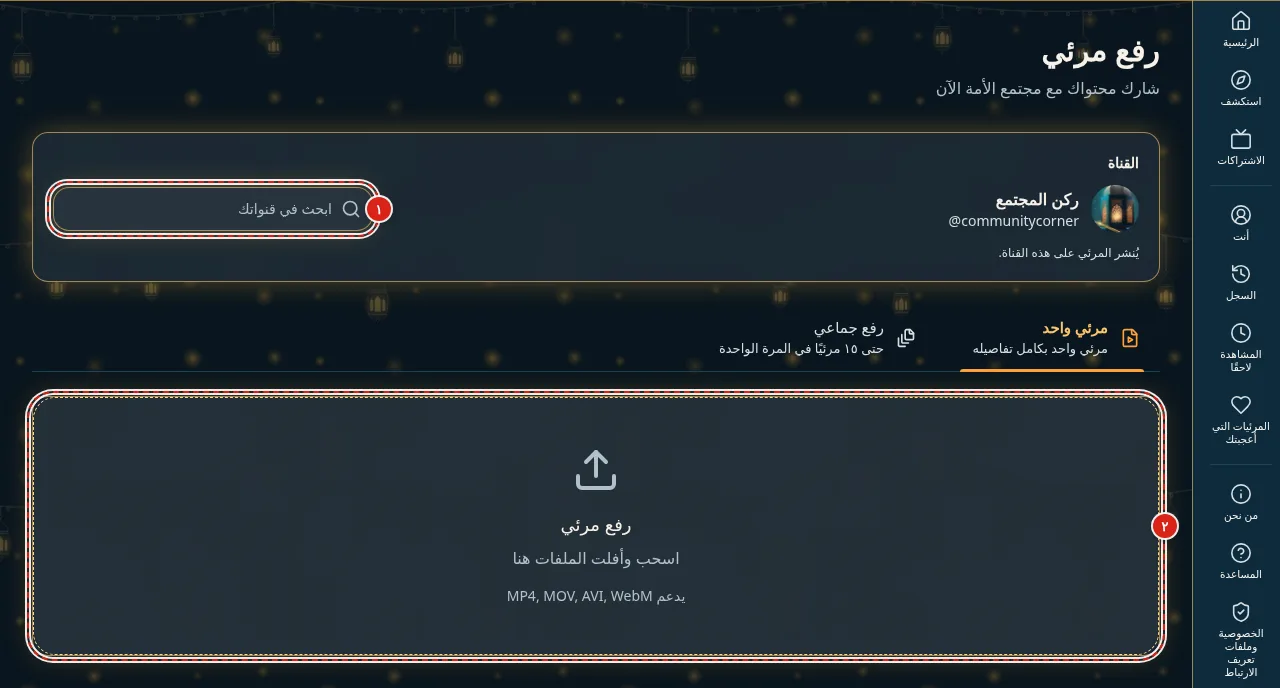 الرئيسية
استكشف
الاشتراكات
أنت
السجل
المشاهدة
لاحقًا
المرئيات التي
أعجبتك
من نحن
المساعدة
الخصوصية
وملفات
تعريف
الارتباط
رفع مرئي
شارك محتواك مع مجتمع الأمة الآن
القناة
ركن المجتمع
@communitycorner
يُنشر المرئي على هذه القناة.
١
ابحث في قنواتك
مرئي واحد
مرئي واحد بكامل تفاصيله
رفع جماعي
حتى ١٥ مرئيًا في المرة الواحدة
٢
رفع مرئي
اسحب وأفلت الملفات هنا
يدعم MP4, MOV, AVI, WebM